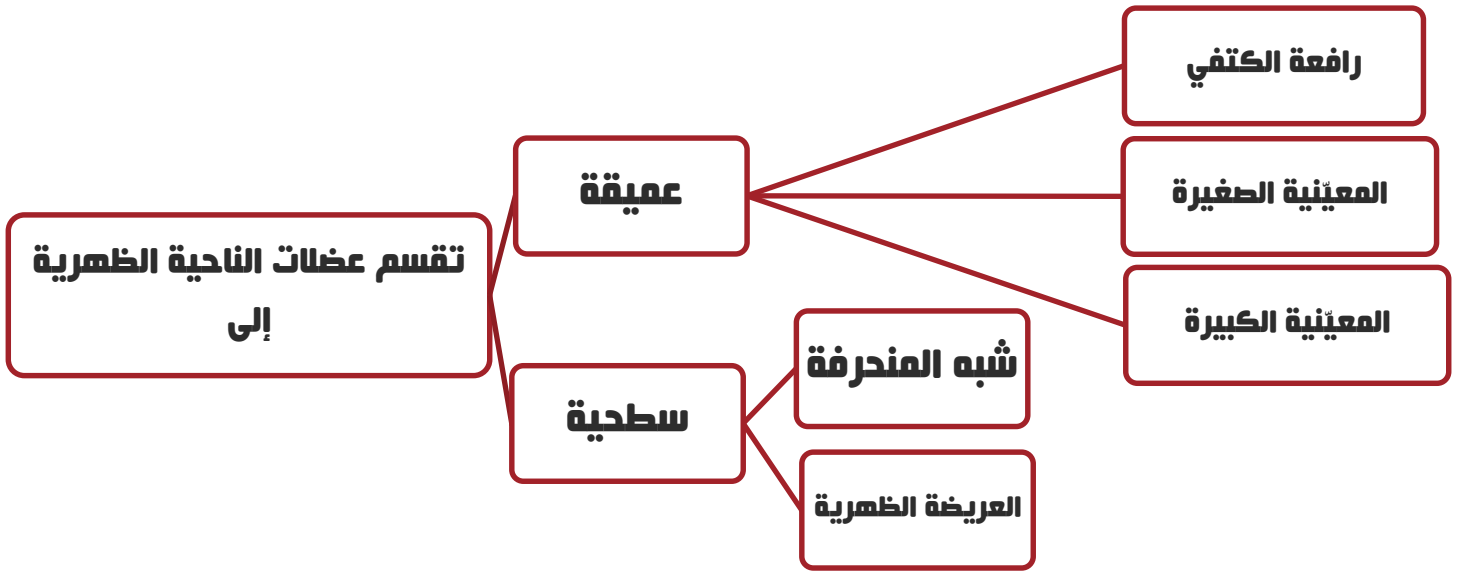 تقسم عضلات الناحية الظهرية
إلى
عميقة
رافعة الكتفي
المعيّنية الصغيرة
المعيّنية الكبيرة
سطحية
شبه المنحرفة
العريضة الظهرية